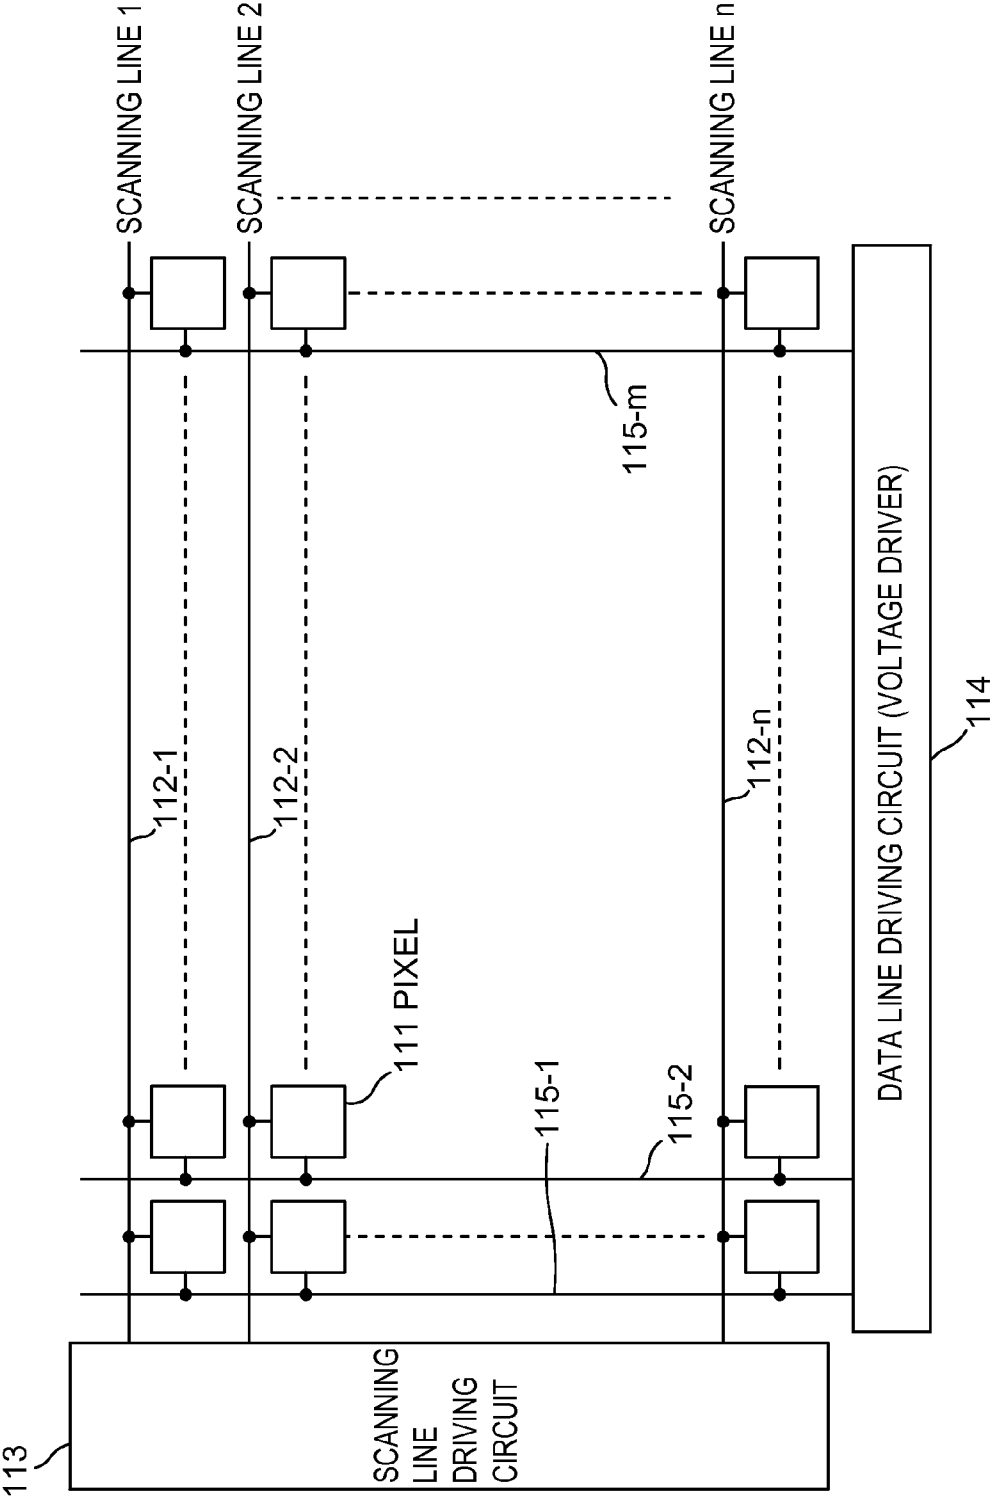 SCANNING LINE 1
SCANNING LINE 2
SCANNING LINE n
112-1
112-2
112-n
111 PIXEL
115-1
115-2
115-m
113
SCANNING
LINE
DRIVING
CIRCUIT
DATA LINE DRIVING CIRCUIT (VOLTAGE DRIVER)
114